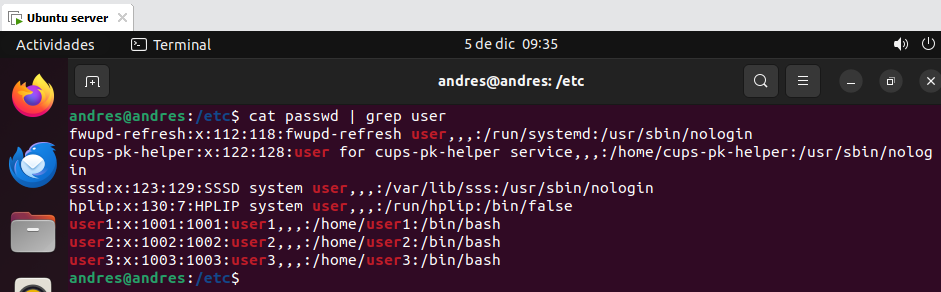 Ubuntu server
Actividades Terminal 5 de dic 09:35
andres@andres: /etc
andres@andres:/etc$ cat passwd | grep user
fwupd-refresh:x:112:118:fwupd-refresh user,,,:/run/systemd:/usr/sbin/nologin
cups-pk-helper:x:122:128:user for cups-pk-helper service,,,:/home/cups-pk-helper:/usr/sbin/nolog
in
sssd:x:123:129:SSSD system user,,,:/var/lib/sss:/usr/sbin/nologin
hplip:x:130:7:HPLIP system user,,,:/run/hplip:/bin/false
user1:x:1001:1001:user1,,,:/home/user1:/bin/bash
user2:x:1002:1002:user2,,,:/home/user2:/bin/bash
user3:x:1003:1003:user3,,,:/home/user3:/bin/bash
andres@andres:/etc$